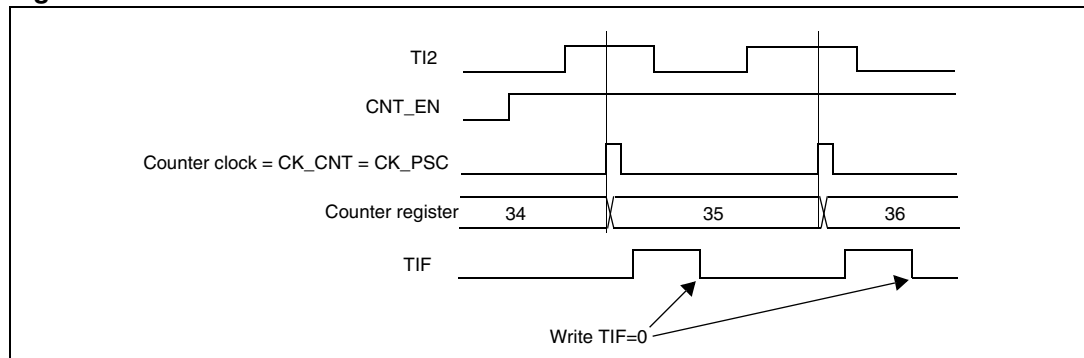 TI2
CNT_EN
Counter clock = CK_CNT = CK_PSC
Counter register 34 35 36
TIF
Write TIF=0